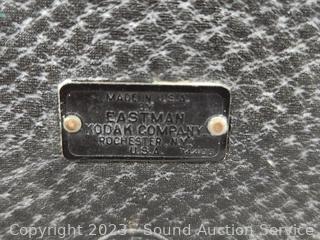 MADE IN U.S.A.
EASTMAN
KODAK COMPANY
ROCHESTER, N.Y.
U.S.A.
Copyright 2023 - Sound Auction Service